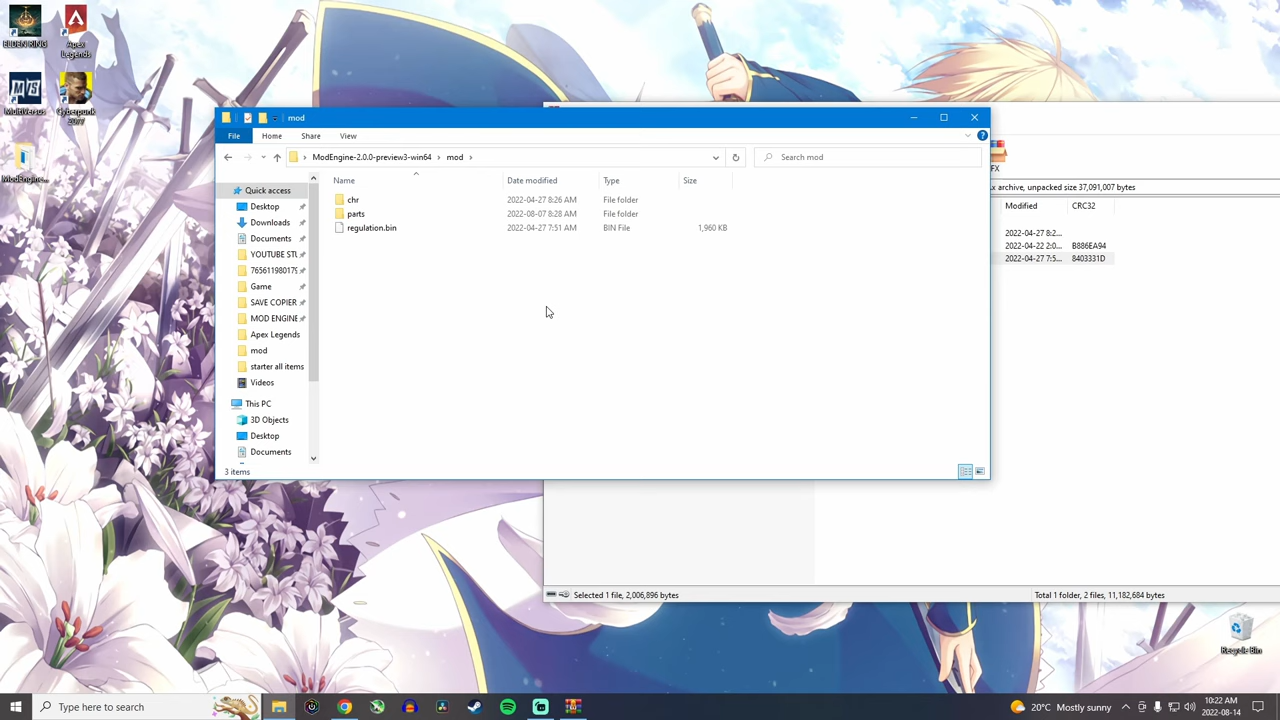 ELDEN RING
Apex
Legends
MultiVersus
Cyberpunk
2077
ModEngine...
mod
File
Home
Share
View
ModEngine-2.0.0-preview3-win64
mod
Search mod
Name
Date modified
Type
Size
Quick access
Desktop
Downloads
Documents
YOUTUBE STU
76561198017
Game
SAVE COPIER
MOD ENGINE
Apex Legends
mod
starter all items
Videos
This PC
3D Objects
Desktop
Documents
chr 2022-04-27 8:26 AM File folder
parts 2022-08-07 8:28 AM File folder
regulation.bin 2022-04-27 7:51 AM BIN File 1,960 KB
3 items
FX
x archive, unpacked size 37,091,007 bytes
Modified CRC32
2022-04-27 8:2...
2022-04-22 2:0... B886EA94
2022-04-27 7:5... 8403331D
Selected 1 file, 2,006,896 bytes
Total 1 folder, 2 files, 11,182,684 bytes
Recycle Bin
Type here to search
20°C Mostly sunny
10:22 AM
2022-08-14